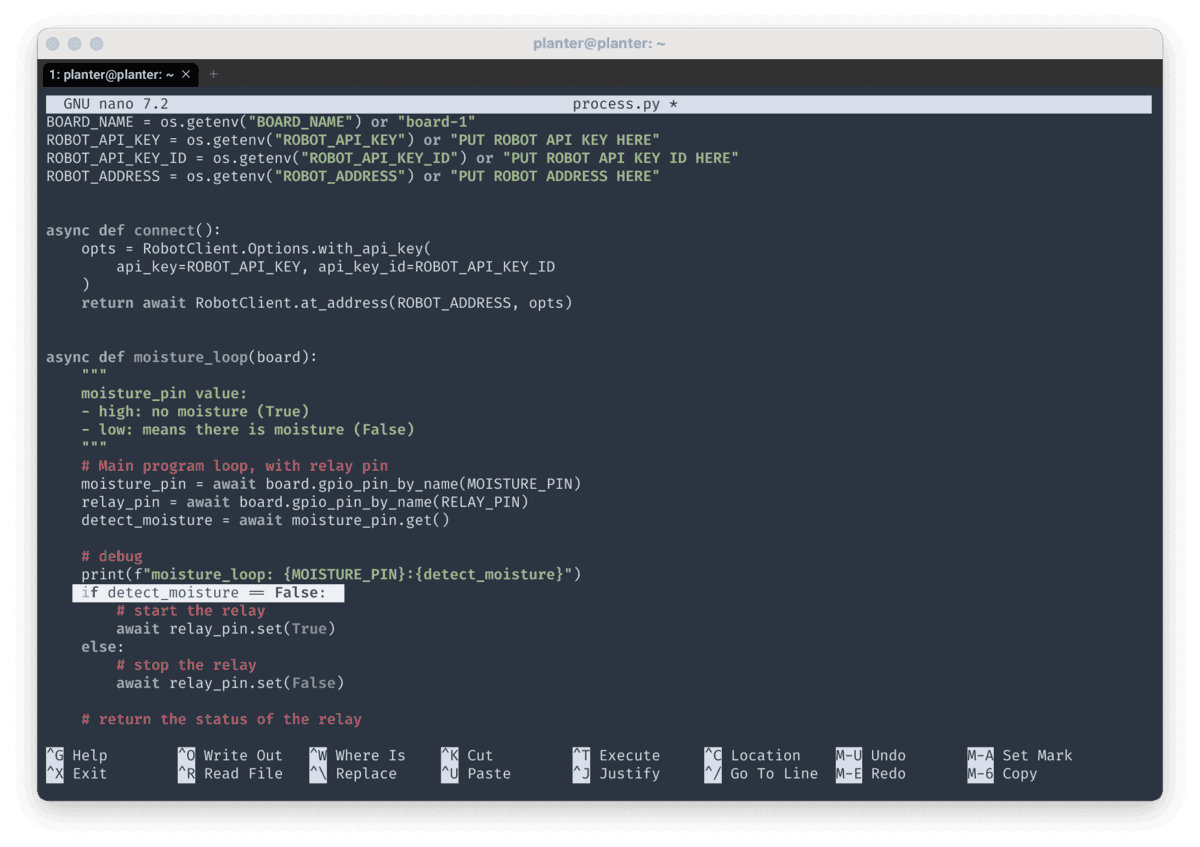 planter@planter: ~
1: planter@planter: ~ ✕ +
GNU nano 7.2 process.py *
BOARD_NAME = os.getenv("BOARD_NAME") or "board-1"
ROBOT_API_KEY = os.getenv("ROBOT_API_KEY") or "PUT ROBOT API KEY HERE"
ROBOT_API_KEY_ID = os.getenv("ROBOT_API_KEY_ID") or "PUT ROBOT API KEY ID HERE"
ROBOT_ADDRESS = os.getenv("ROBOT_ADDRESS") or "PUT ROBOT ADDRESS HERE"
async def connect():
    opts = RobotClient.Options.with_api_key(
        api_key=ROBOT_API_KEY, api_key_id=ROBOT_API_KEY_ID
    )
    return await RobotClient.at_address(ROBOT_ADDRESS, opts)
async def moisture_loop(board):
    """
    moisture_pin value:
    - high: no moisture (True)
    - low: means there is moisture (False)
    """
    # Main program loop, with relay pin
    moisture_pin = await board.gpio_pin_by_name(MOISTURE_PIN)
    relay_pin = await board.gpio_pin_by_name(RELAY_PIN)
    detect_moisture = await moisture_pin.get()
    # debug
    print(f"moisture_loop: {MOISTURE_PIN}:{detect_moisture}")
    if detect_moisture == False:
        # start the relay
        await relay_pin.set(True)
    else:
        # stop the relay
        await relay_pin.set(False)
    # return the status of the relay
^G Help ^O Write Out ^W Where Is ^K Cut ^T Execute ^C Location M-U Undo M-A Set Mark
^X Exit ^R Read File ^\ Replace ^U Paste ^J Justify ^/ Go To Line M-E Redo M-6 Copy